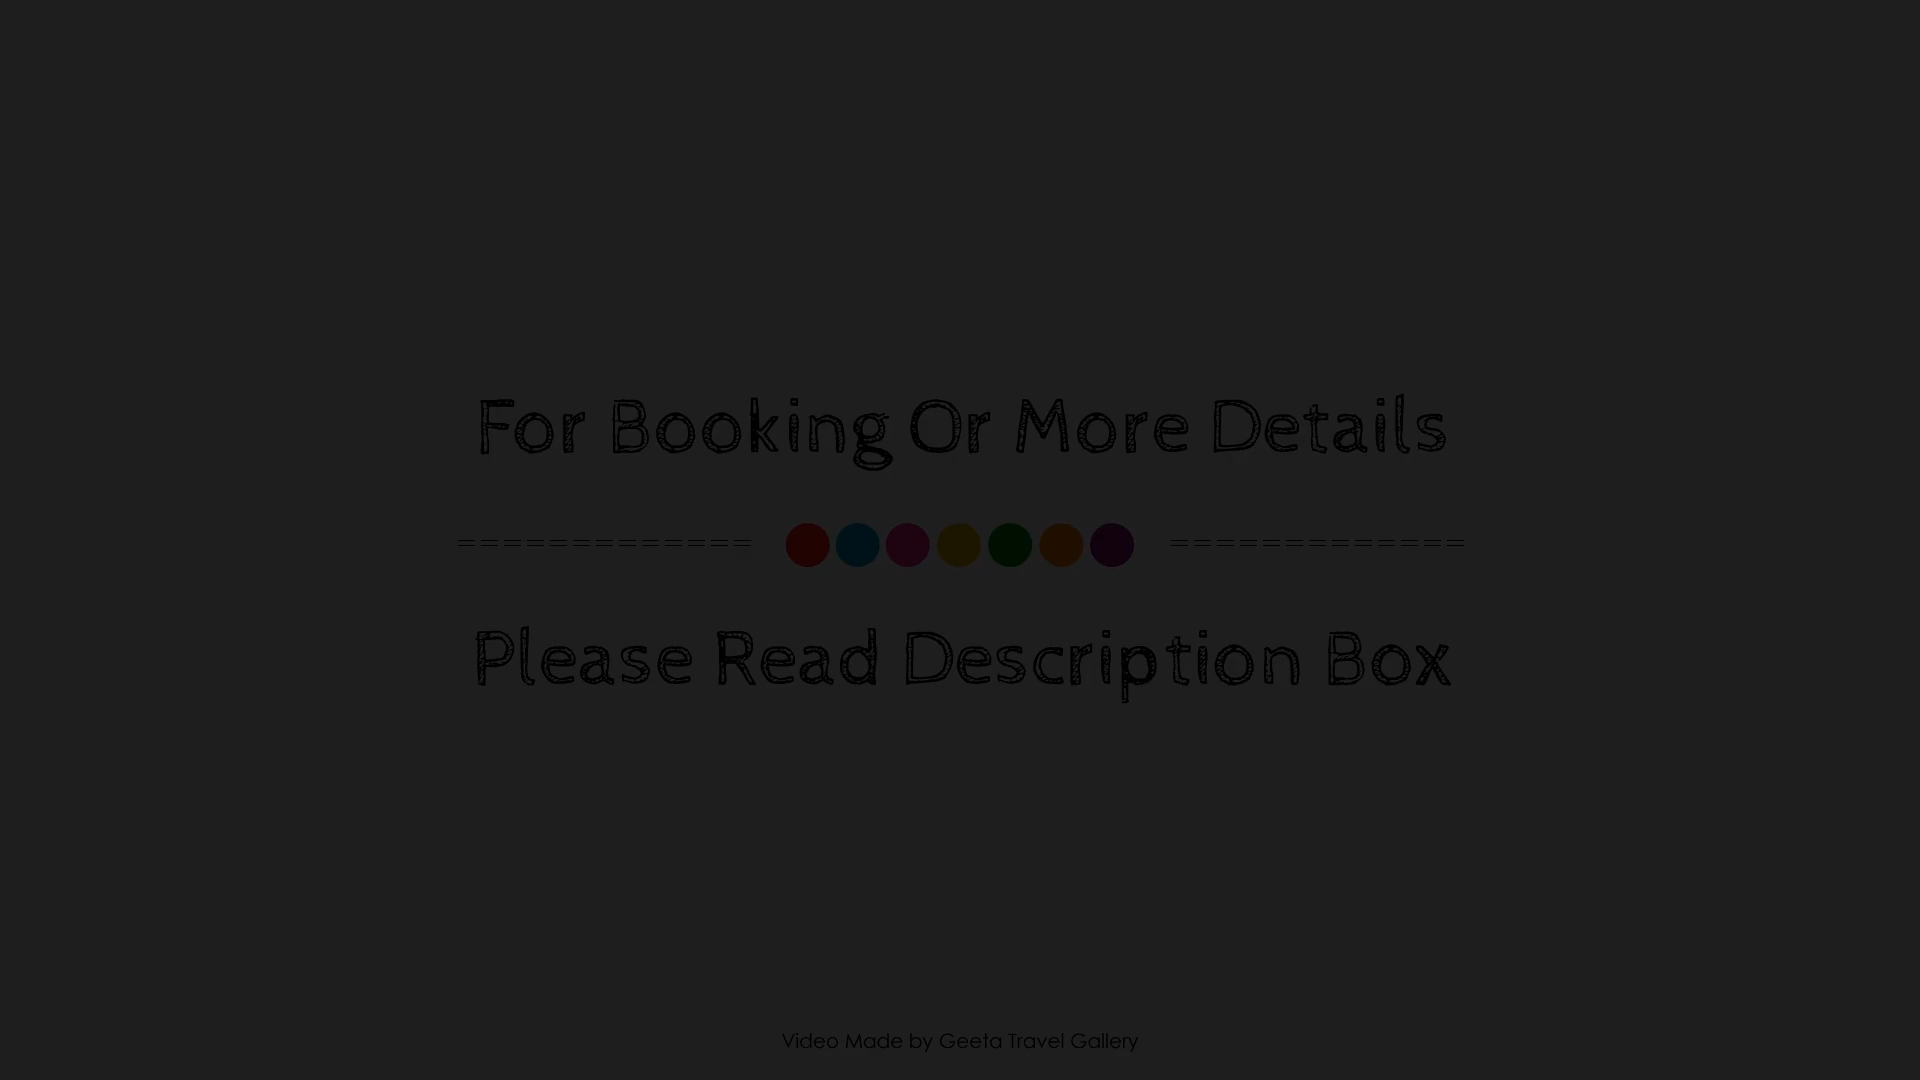 For Booking Or More Details
============= =============
Please Read Description Box
Video Made by Geeta Travel Gallery